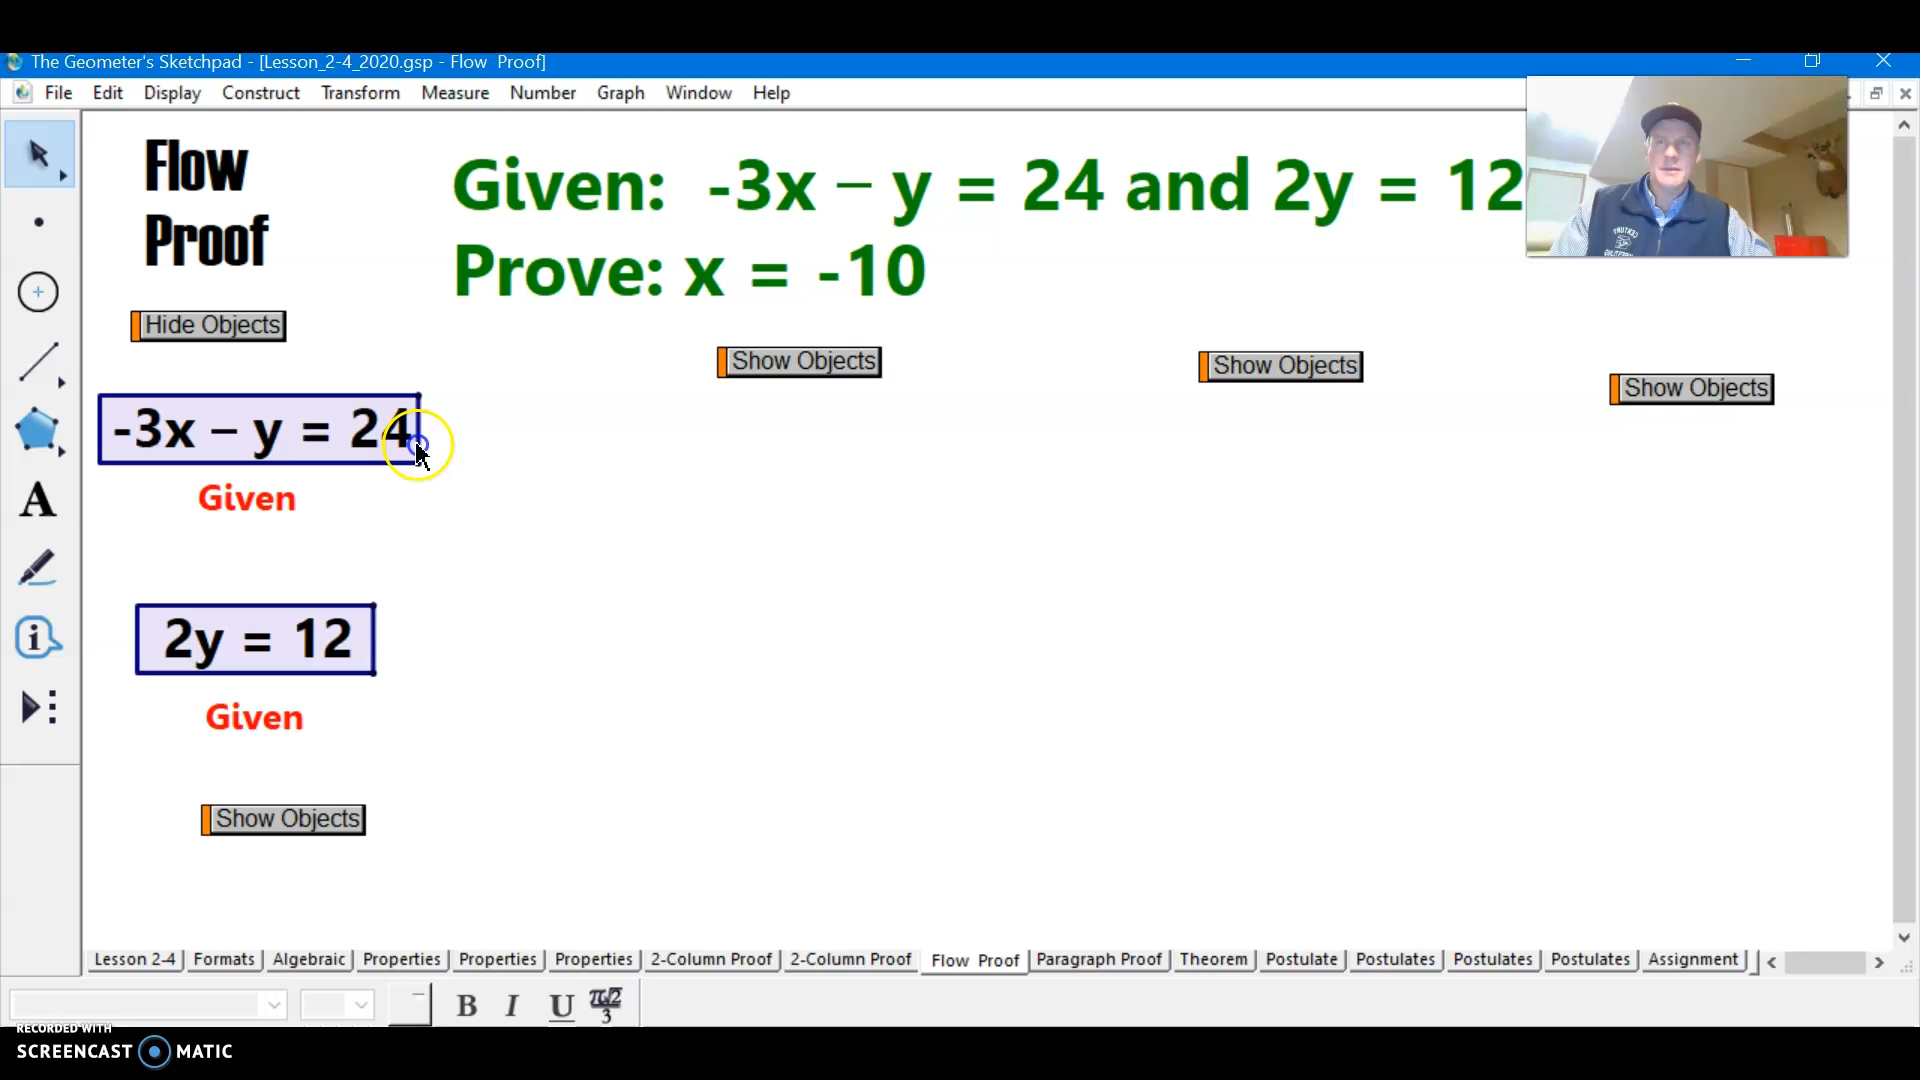 The Geometer's Sketchpad - [Lesson_2-4_2020.gsp - Flow Proof]
File Edit Display Construct Transform Measure Number Graph Window Help
Flow
Proof
Given: -3x – y = 24 and 2y = 12
Prove: x = -10
Hide Objects
Show Objects
Show Objects
Show Objects
-3x – y = 24
Given
2y = 12
Given
Show Objects
A
Lesson 2-4 Formats Algebraic Properties Properties Properties 2-Column Proof 2-Column Proof Flow Proof Paragraph Proof Theorem Postulate Postulates Postulates Postulates Assignment
B I U
RECORDED WITH
SCREENCAST MATIC